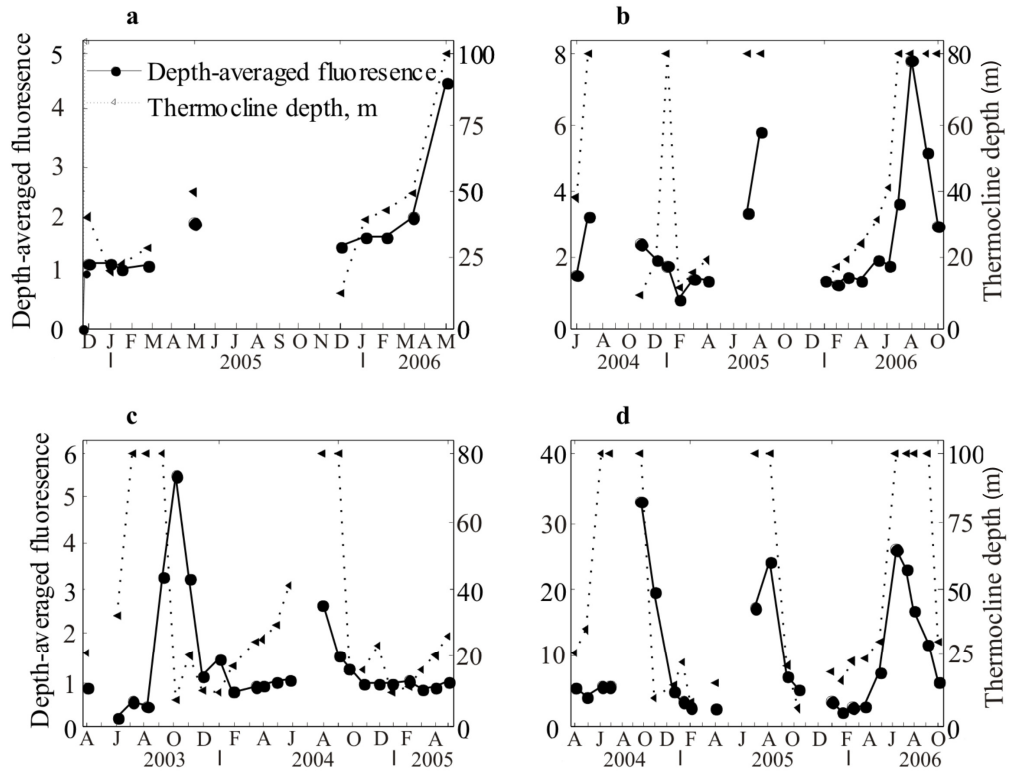 a
b
Depth-averaged fluoresence
5
4
3
2
1
0
Depth-averaged fluoresence
Thermocline depth, m
100
75
50
25
0
D J F M A M J J A S O N D J F M A M
2005 2006
8
6
4
2
0
80
60
40
20
0
Thermocline depth (m)
J A O D F A J A O D F A J A O
2004 2005 2006
c
d
Depth-averaged fluoresence
6
5
4
3
2
1
0
80
60
40
20
0
A J A O D F A J A O D F A
2003 2004 2005
40
30
20
10
0
100
75
50
25
0
Thermocline depth (m)
A J A O D F A J A O D F A J A O
2004 2005 2006